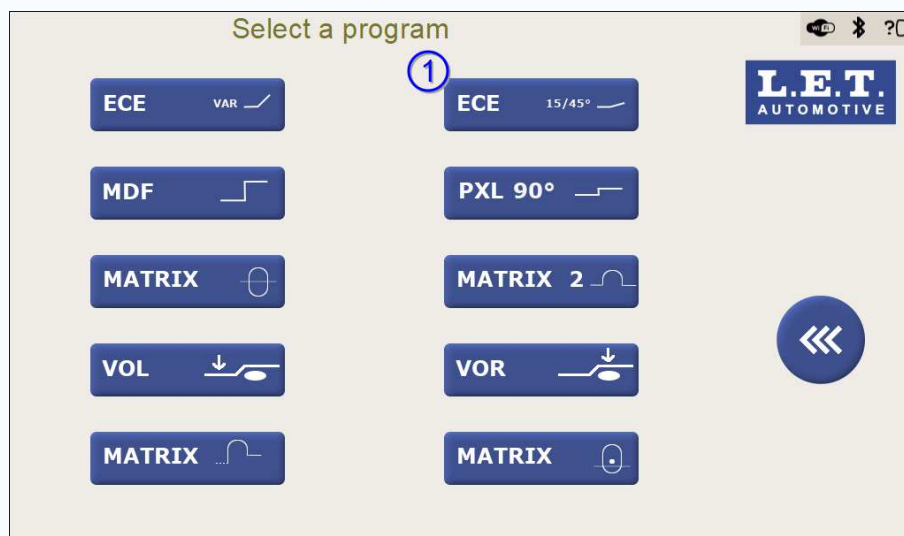 Select a program
WiFi ?
1
ECE VAR
ECE 15/45°
L.E.T.
AUTOMOTIVE
MDF
PXL 90°
MATRIX
MATRIX 2
VOL
VOR
MATRIX
MATRIX